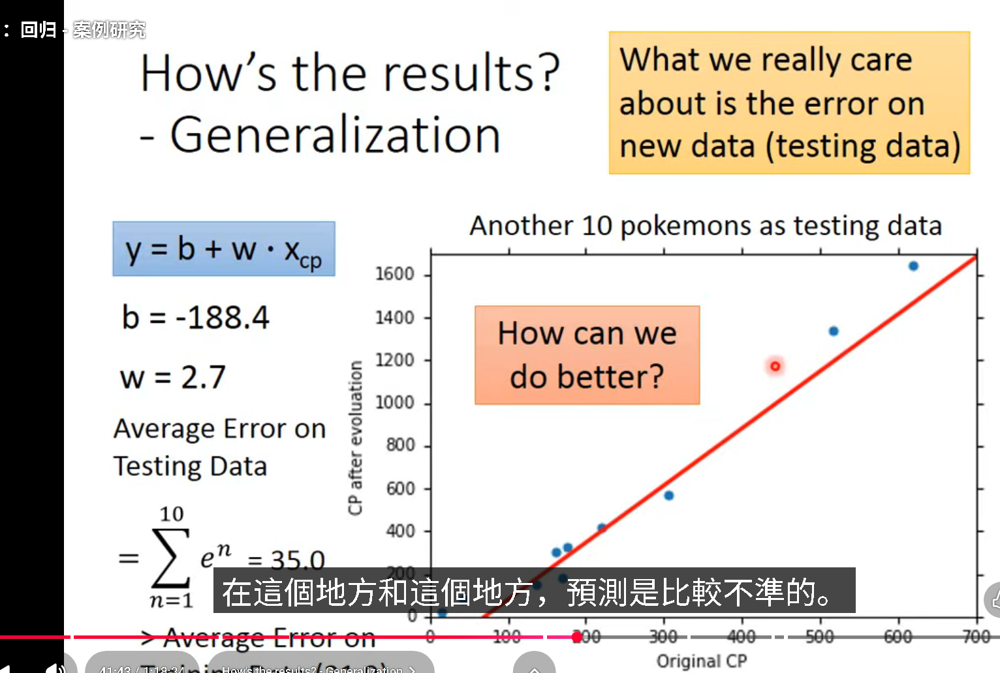 ：回归 - 案例研究
How's the results?
- Generalization
What we really care
about is the error on
new data (testing data)
y = b + w · xcp
b = -188.4
w = 2.7
Average Error on
Testing Data
10
= ∑ eⁿ = 35.0
n=1
> Average Error on
Another 10 pokemons as testing data
How can we
do better?
CP after evoluation
1600
1400
1200
1000
800
600
400
200
0
0 100 200 300 400 500 600 700
Original CP
在這個地方和這個地方，預測是比較不準的。
41:43 / 1:18:34
How's the results? - Generalization